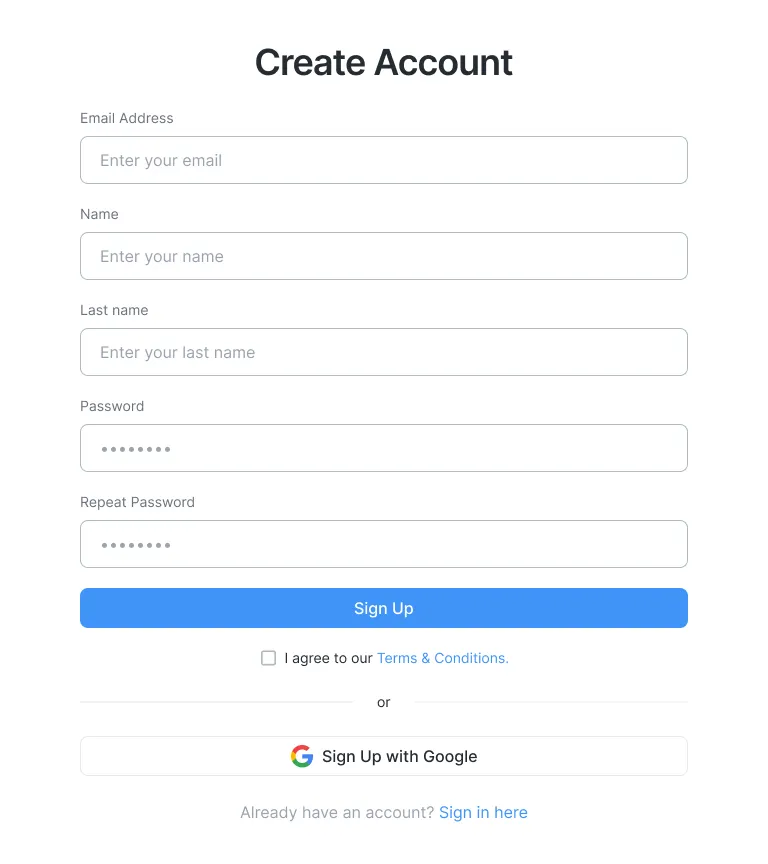 Create Account
Email Address
Enter your email
Name
Enter your name
Last name
Enter your last name
Password
••••••••
Repeat Password
••••••••
Sign Up
I agree to our Terms & Conditions.
or
Sign Up with Google
Already have an account? Sign in here